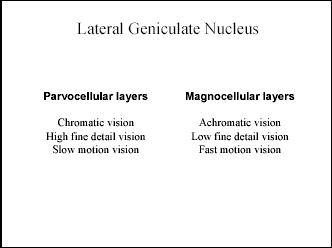 Lateral Geniculate Nucleus
Parvocellular layers
Chromatic vision
High fine detail vision
Slow motion vision
Magnocellular layers
Achromatic vision
Low fine detail vision
Fast motion vision